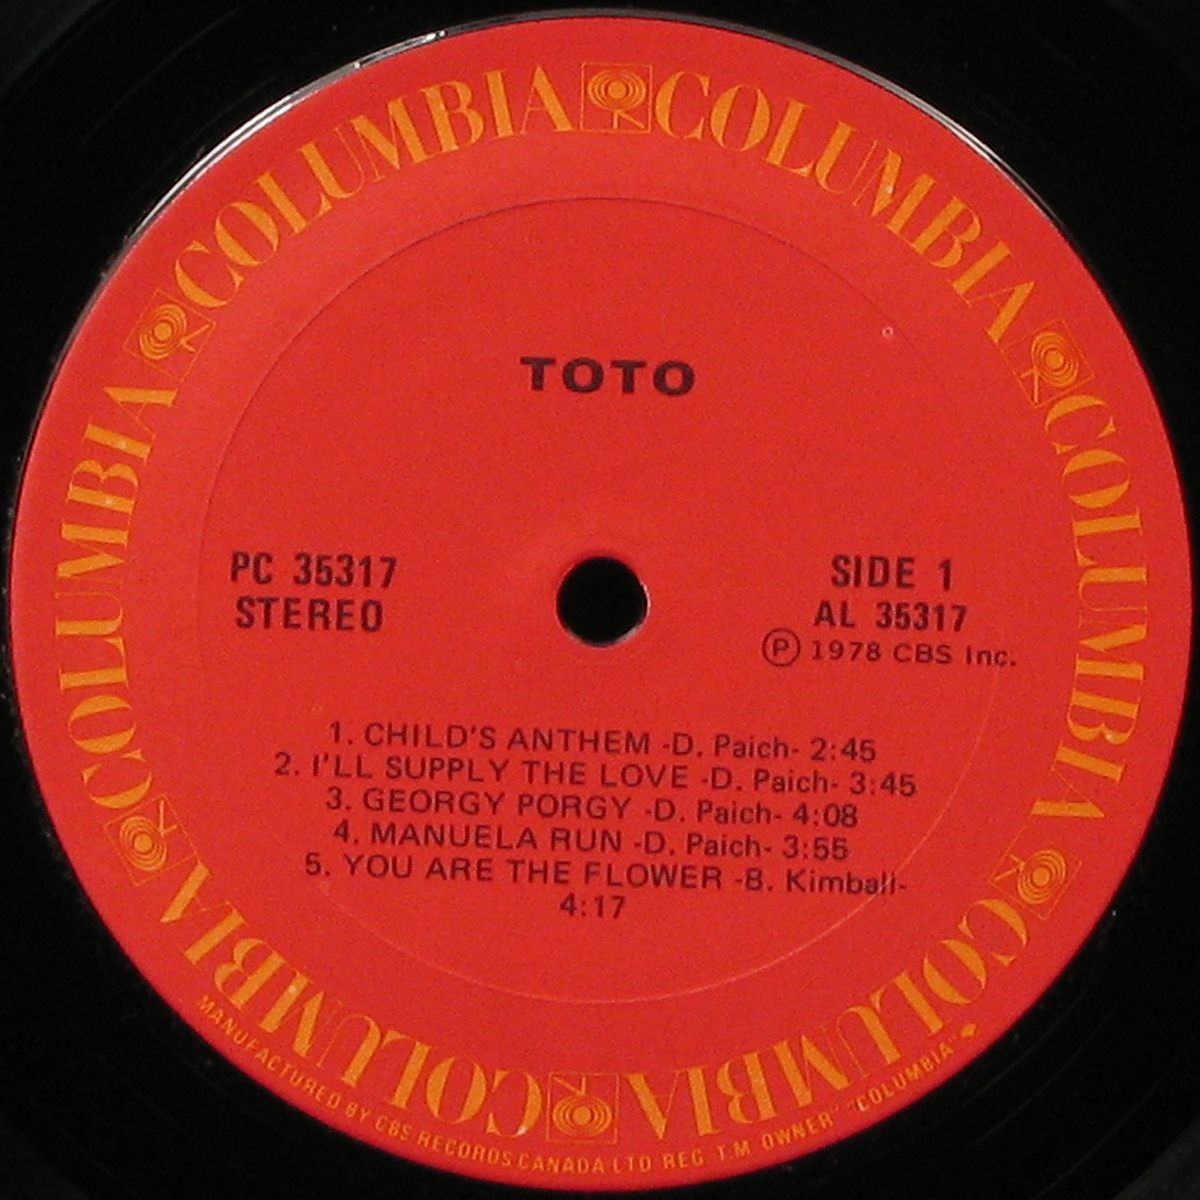 COLUMBIA COLUMBIA COLUMBIA COLUMBIA COLUMBIA COLUMBIA
TOTO
PC 35317
STEREO
SIDE 1
AL 35317
Ⓟ 1978 CBS Inc.
1. CHILD'S ANTHEM -D. Paich- 2:45
2. I'LL SUPPLY THE LOVE -D. Paich- 3:45
3. GEORGY PORGY -D. Paich- 4:08
4. MANUELA RUN -D. Paich- 3:55
5. YOU ARE THE FLOWER -B. Kimball-
4:17
MANUFACTURED BY CBS RECORDS CANADA LTD REG T.M. OWNER" "COLUMBIA"